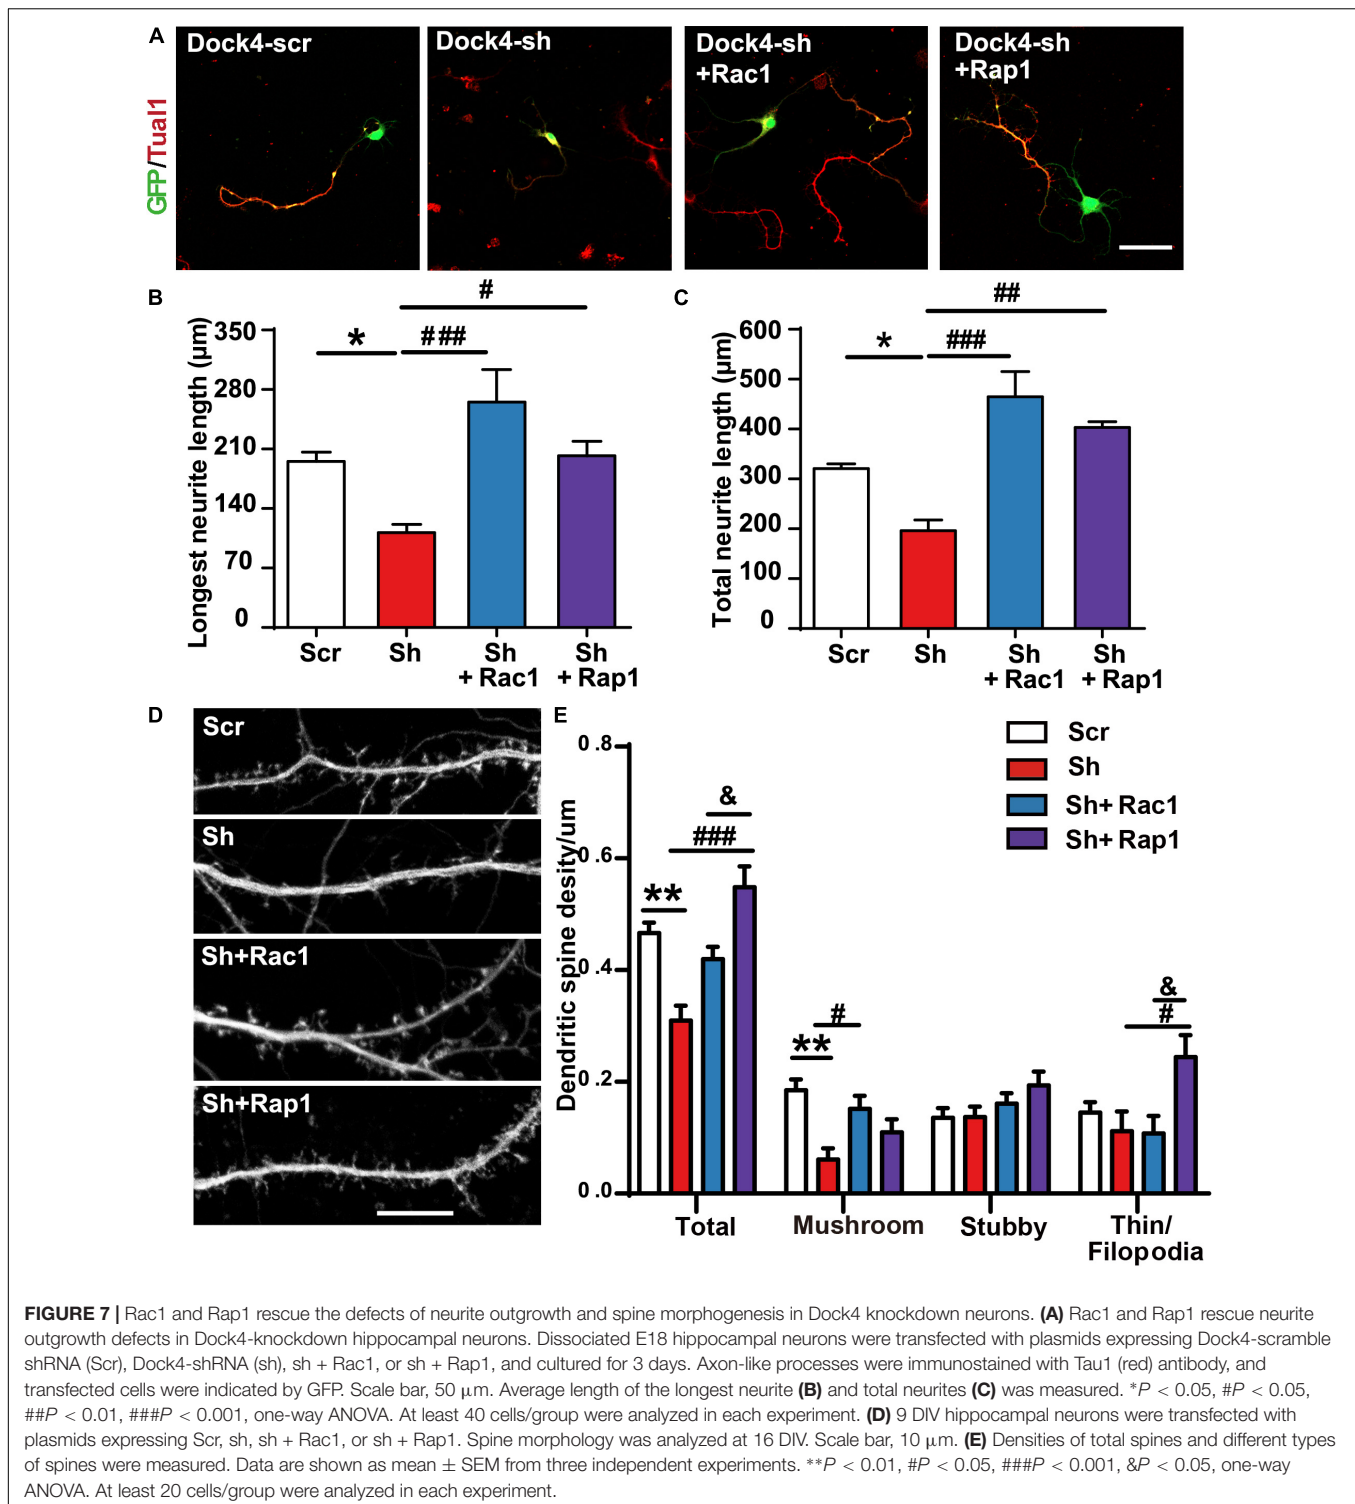 A
Dock4-scr
Dock4-sh
Dock4-sh
+Rac1
Dock4-sh
+Rap1
GFP/Tual1
B
Longest neurite length (μm)
350
280
210
140
70
0
*
###
#
Scr
Sh
Sh
+ Rac1
Sh
+ Rap1
C
Total neurite length (μm)
600
500
400
300
200
100
0
*
###
##
Scr
Sh
Sh
+ Rac1
Sh
+ Rap1
D
Scr
Sh
Sh+Rac1
Sh+Rap1
E
Dendritic spine desity/um
0.8
0.6
0.4
0.2
0.0
**
###
&
**
#
&
#
Total
Mushroom
Stubby
Thin/
Filopodia
Scr
Sh
Sh+ Rac1
Sh+ Rap1
FIGURE 7 | Rac1 and Rap1 rescue the defects of neurite outgrowth and spine morphogenesis in Dock4 knockdown neurons. (A) Rac1 and Rap1 rescue neurite
outgrowth defects in Dock4-knockdown hippocampal neurons. Dissociated E18 hippocampal neurons were transfected with plasmids expressing Dock4-scramble
shRNA (Scr), Dock4-shRNA (sh), sh + Rac1, or sh + Rap1, and cultured for 3 days. Axon-like processes were immunostained with Tau1 (red) antibody, and
transfected cells were indicated by GFP. Scale bar, 50 μm. Average length of the longest neurite (B) and total neurites (C) was measured. *P < 0.05, #P < 0.05,
##P < 0.01, ###P < 0.001, one-way ANOVA. At least 40 cells/group were analyzed in each experiment. (D) 9 DIV hippocampal neurons were transfected with
plasmids expressing Scr, sh, sh + Rac1, or sh + Rap1. Spine morphology was analyzed at 16 DIV. Scale bar, 10 μm. (E) Densities of total spines and different types
of spines were measured. Data are shown as mean ± SEM from three independent experiments. **P < 0.01, #P < 0.05, ###P < 0.001, &P < 0.05, one-way
ANOVA. At least 20 cells/group were analyzed in each experiment.